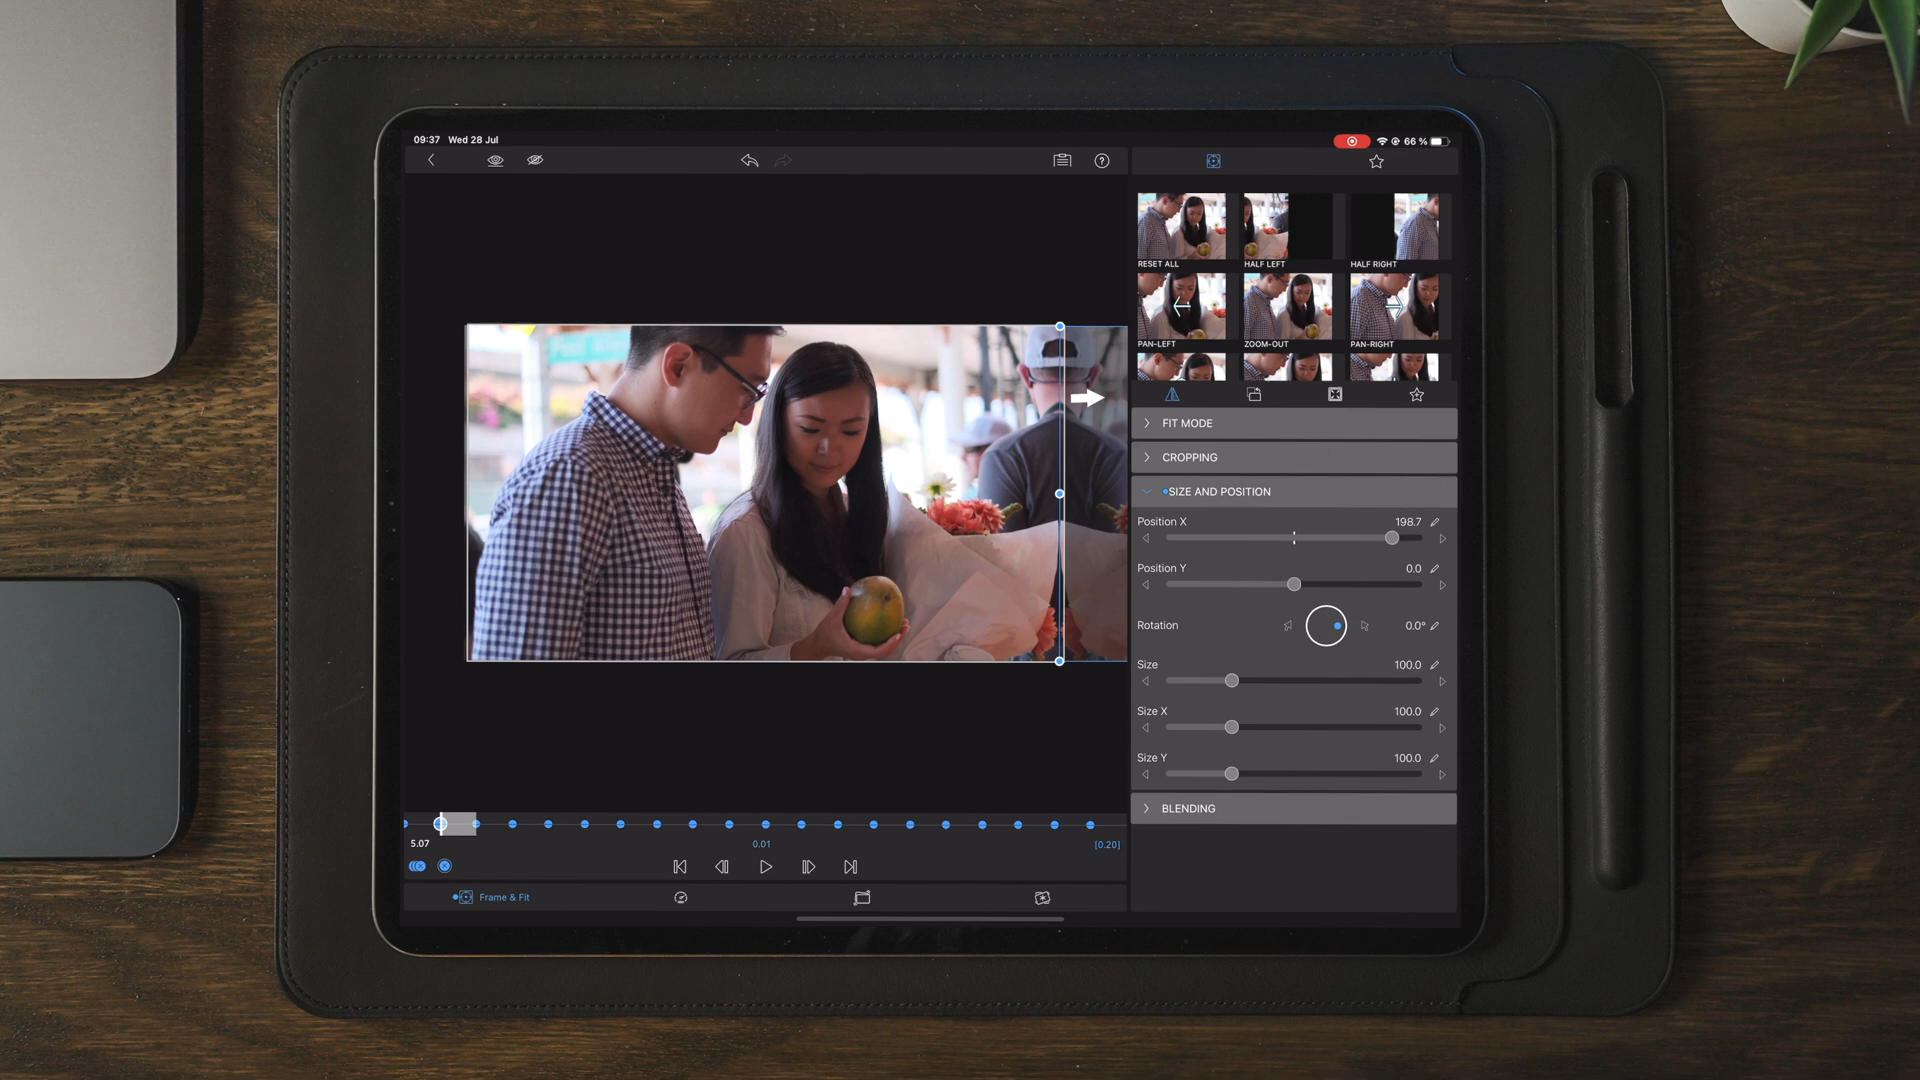 09:37 Wed 28 Jul
66 %
RESET ALL
HALF LEFT
HALF RIGHT
PAN-LEFT
ZOOM-OUT
PAN-RIGHT
FIT MODE
CROPPING
SIZE AND POSITION
Position X 198.7
Position Y 0.0
Rotation 0.0°
Size 100.0
Size X 100.0
Size Y 100.0
BLENDING
5.07
0.01
[0.20]
Frame & Fit